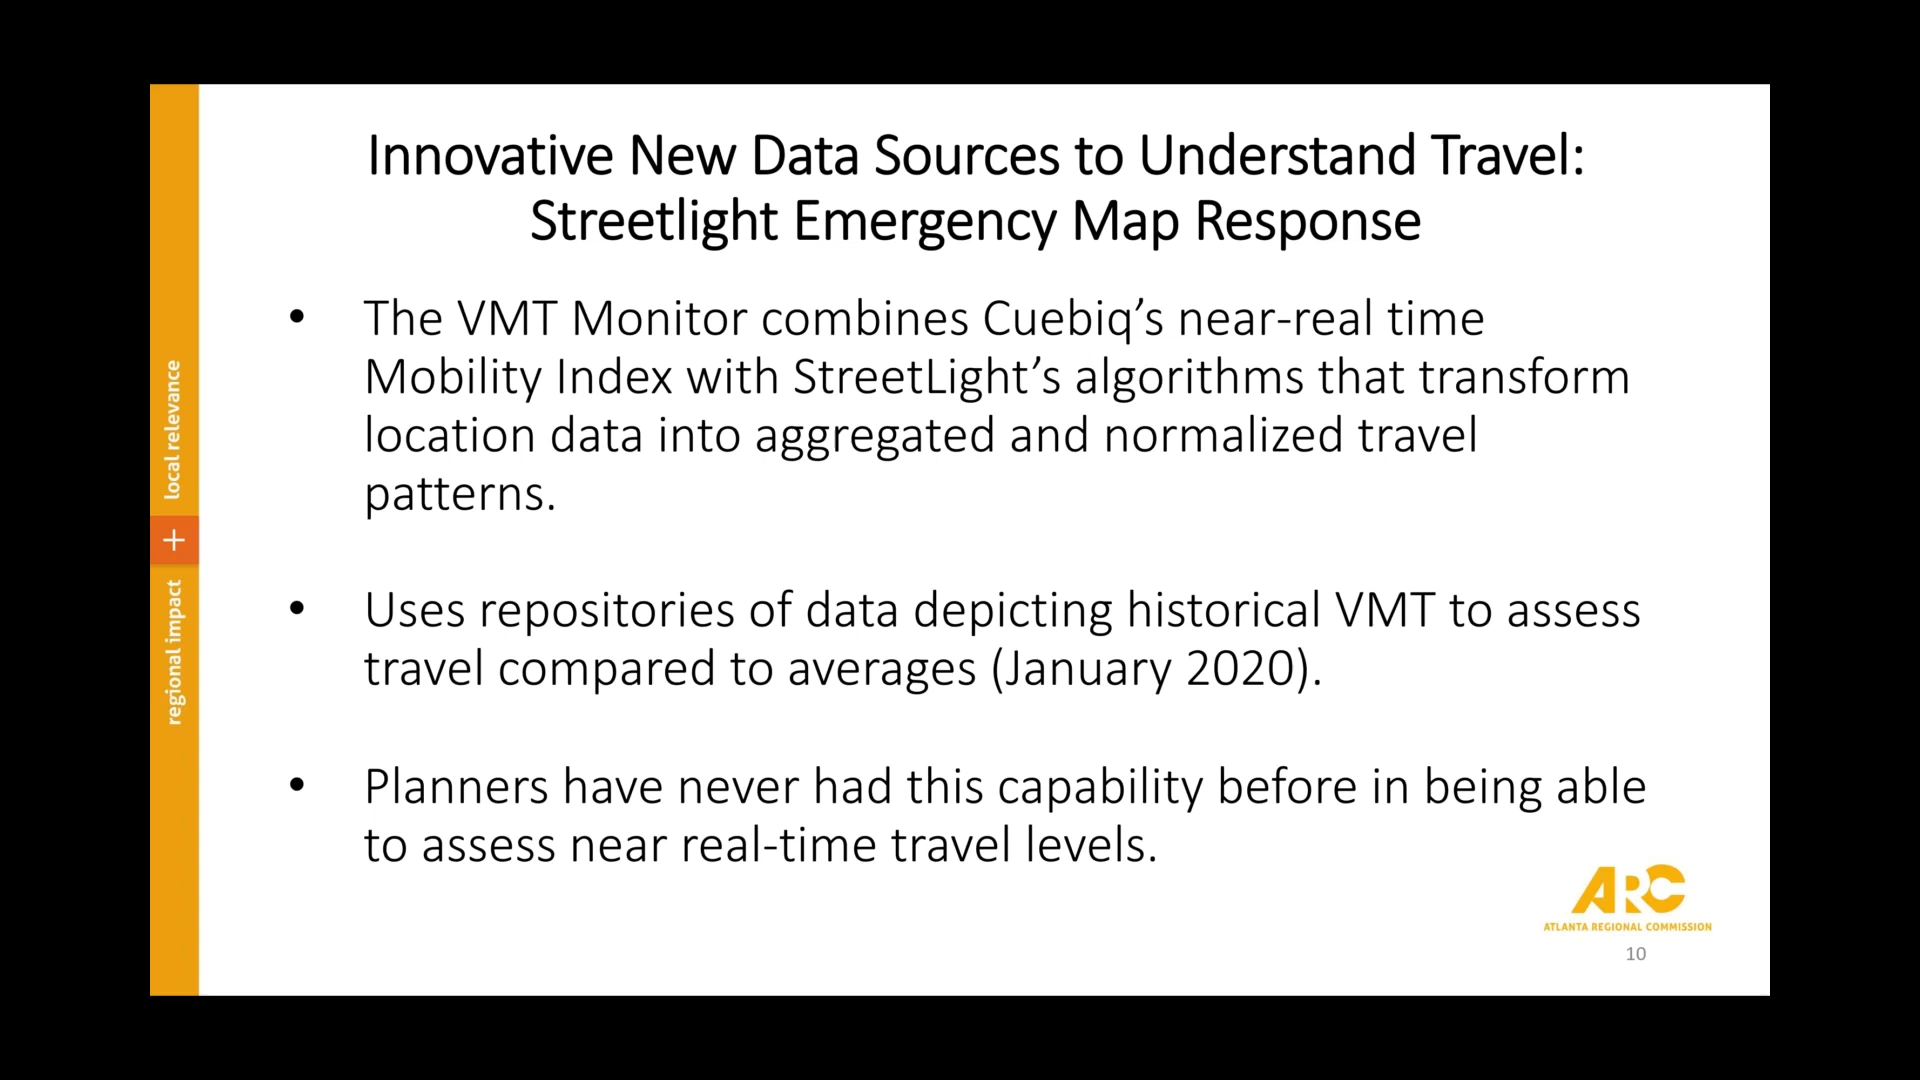 Innovative New Data Sources to Understand Travel:
Streetlight Emergency Map Response
• The VMT Monitor combines Cuebiq’s near-real time
Mobility Index with StreetLight’s algorithms that transform
location data into aggregated and normalized travel
patterns.
• Uses repositories of data depicting historical VMT to assess
travel compared to averages (January 2020).
• Planners have never had this capability before in being able
to assess near real-time travel levels.
regional impact + local relevance
ARC
ATLANTA REGIONAL COMMISSION
10